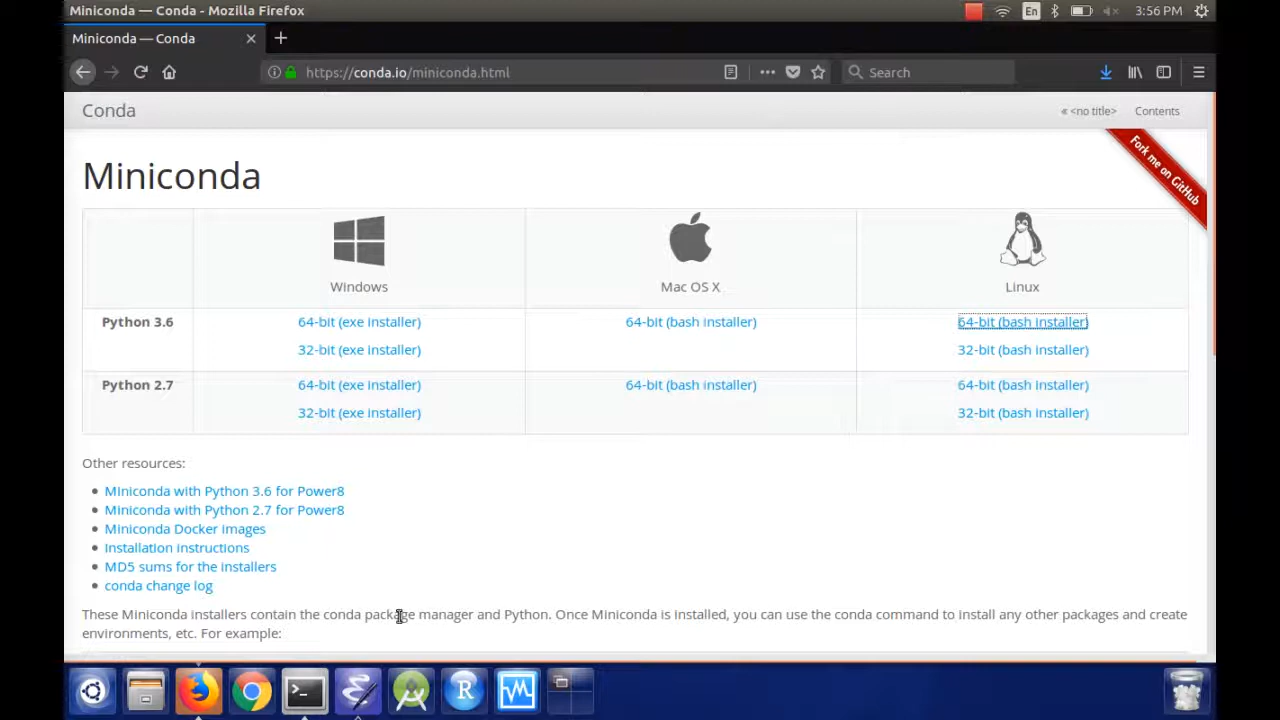 Miniconda — Conda - Mozilla Firefox
En
3:56 PM
Miniconda — Conda
https://conda.io/miniconda.html
Search
Conda
« <no title>
Contents
Fork me on GitHub
Miniconda
Windows
Mac OS X
Linux
Python 3.6
64-bit (exe installer)
64-bit (bash installer)
64-bit (bash installer)
32-bit (exe installer)
32-bit (bash installer)
Python 2.7
64-bit (exe installer)
64-bit (bash installer)
64-bit (bash installer)
32-bit (exe installer)
32-bit (bash installer)
Other resources:
Miniconda with Python 3.6 for Power8
Miniconda with Python 2.7 for Power8
Miniconda Docker images
Installation instructions
MD5 sums for the installers
conda change log
These Miniconda installers contain the conda package manager and Python. Once Miniconda is installed, you can use the conda command to install any other packages and create
environments, etc. For example:
R